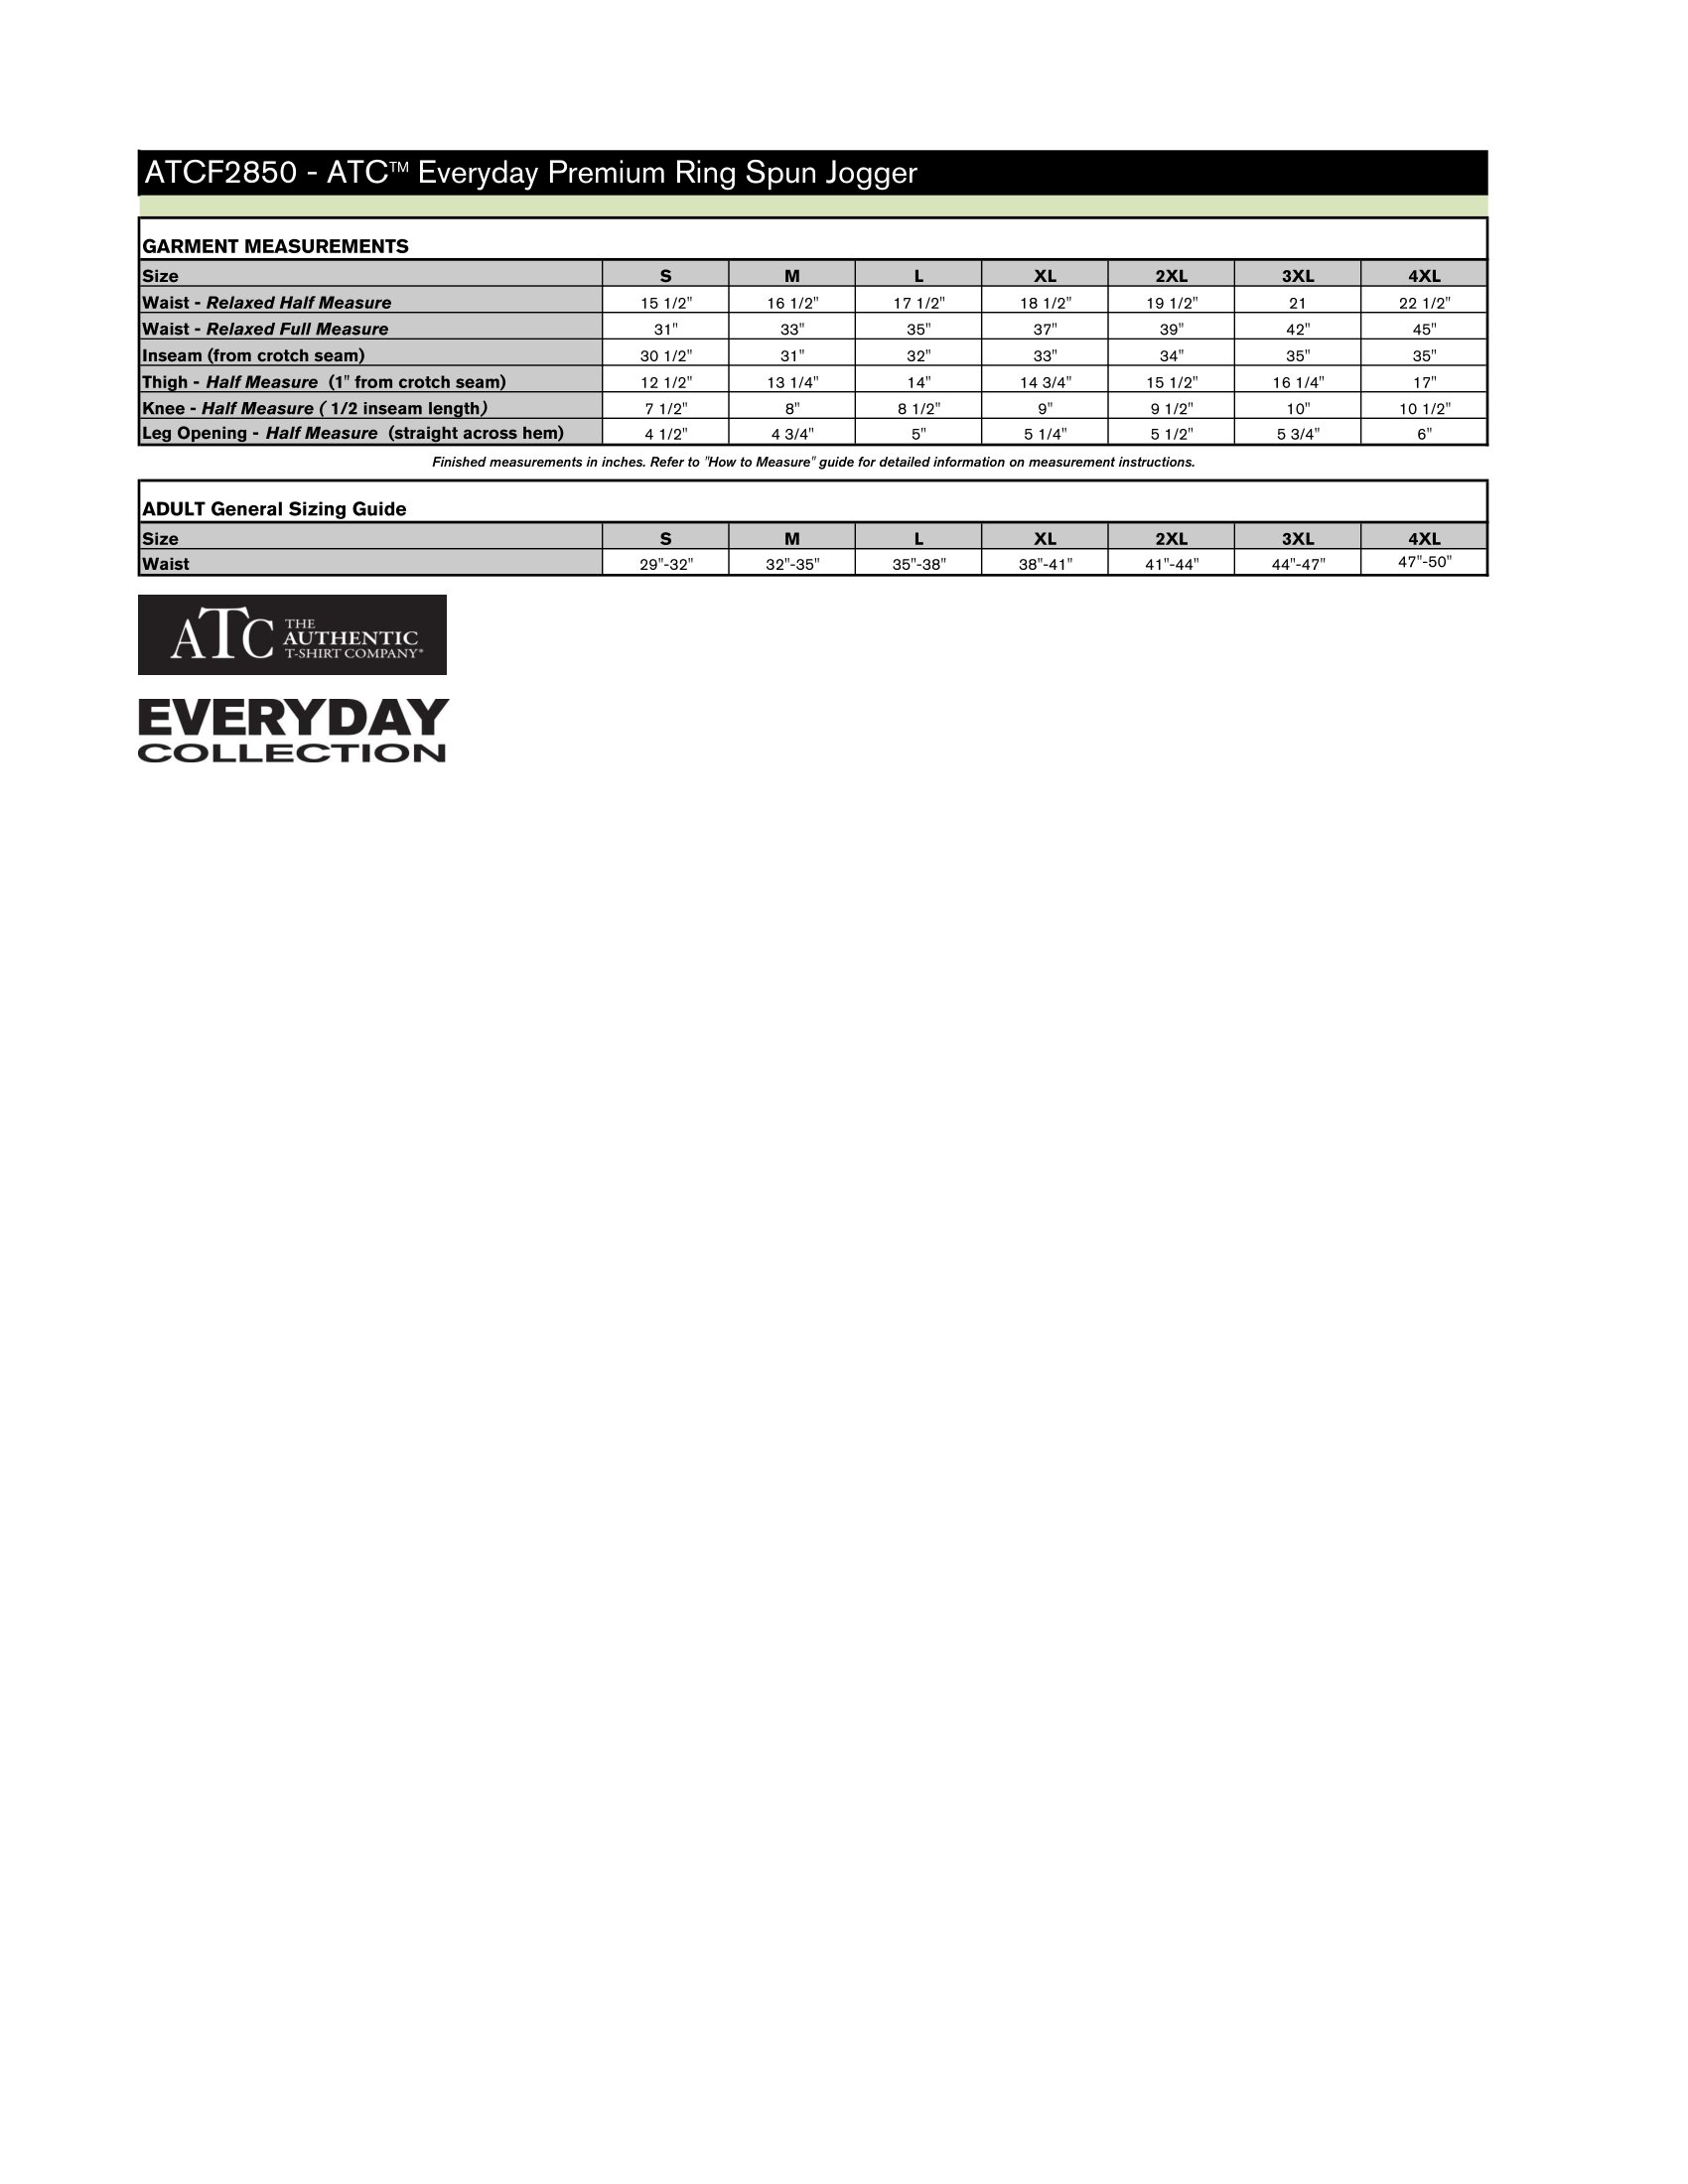 ATCF2850 - ATC™ Everyday Premium Ring Spun Jogger
GARMENT MEASUREMENTS
Size S M L XL 2XL 3XL 4XL
Waist - Relaxed Half Measure 15 1/2" 16 1/2" 17 1/2" 18 1/2" 19 1/2" 21 22 1/2"
Waist - Relaxed Full Measure 31" 33" 35" 37" 39" 42" 45"
Inseam (from crotch seam) 30 1/2" 31" 32" 33" 34" 35" 35"
Thigh - Half Measure (1" from crotch seam) 12 1/2" 13 1/4" 14" 14 3/4" 15 1/2" 16 1/4" 17"
Knee - Half Measure ( 1/2 inseam length) 7 1/2" 8" 8 1/2" 9" 9 1/2" 10" 10 1/2"
Leg Opening - Half Measure (straight across hem) 4 1/2" 4 3/4" 5" 5 1/4" 5 1/2" 5 3/4" 6"
Finished measurements in inches. Refer to "How to Measure" guide for detailed information on measurement instructions.
ADULT General Sizing Guide
Size S M L XL 2XL 3XL 4XL
Waist 29"-32" 32"-35" 35"-38" 38"-41" 41"-44" 44"-47" 47"-50"
ATC THE
AUTHENTIC
T-SHIRT COMPANY®
EVERYDAY
COLLECTION